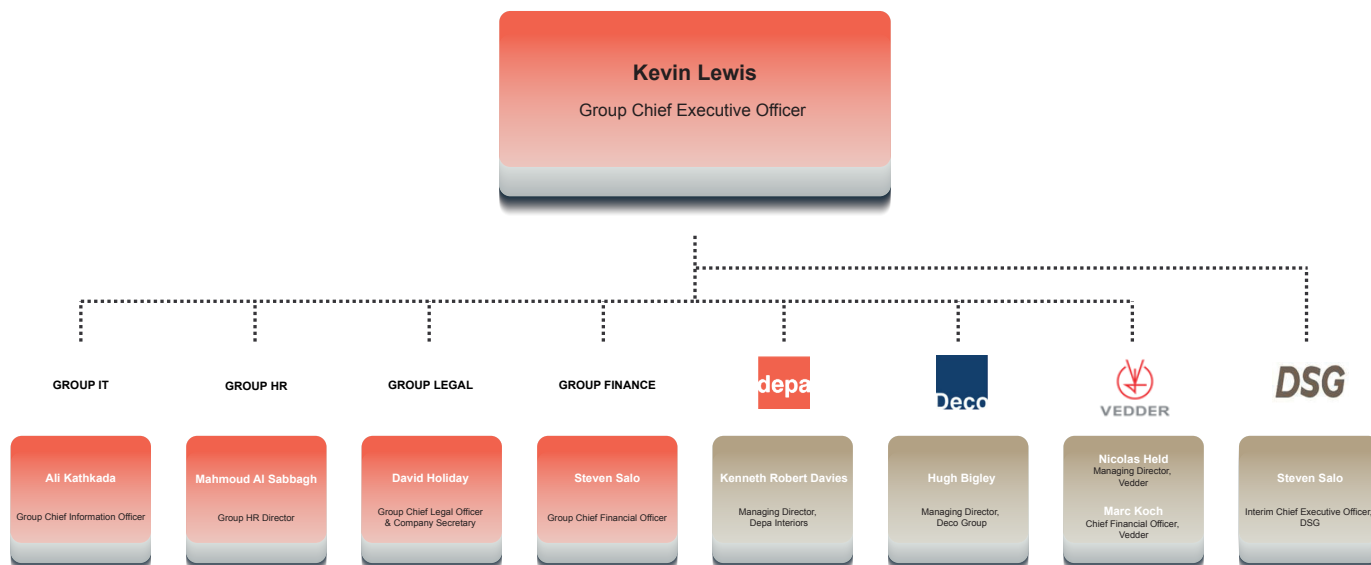 Kevin Lewis
Group Chief Executive Officer
GROUP IT
GROUP HR
GROUP LEGAL
GROUP FINANCE
depa
Deco
VEDDER
DSG
Ali Kathkada
Group Chief Information Officer
Mahmoud Al Sabbagh
Group HR Director
David Holiday
Group Chief Legal Officer
& Company Secretary
Steven Salo
Group Chief Financial Officer
Kenneth Robert Davies
Managing Director,
Depa Interiors
Hugh Bigley
Managing Director,
Deco Group
Nicolas Held
Managing Director,
Vedder
Marc Koch
Chief Financial Officer,
Vedder
Steven Salo
Interim Chief Executive Officer,
DSG